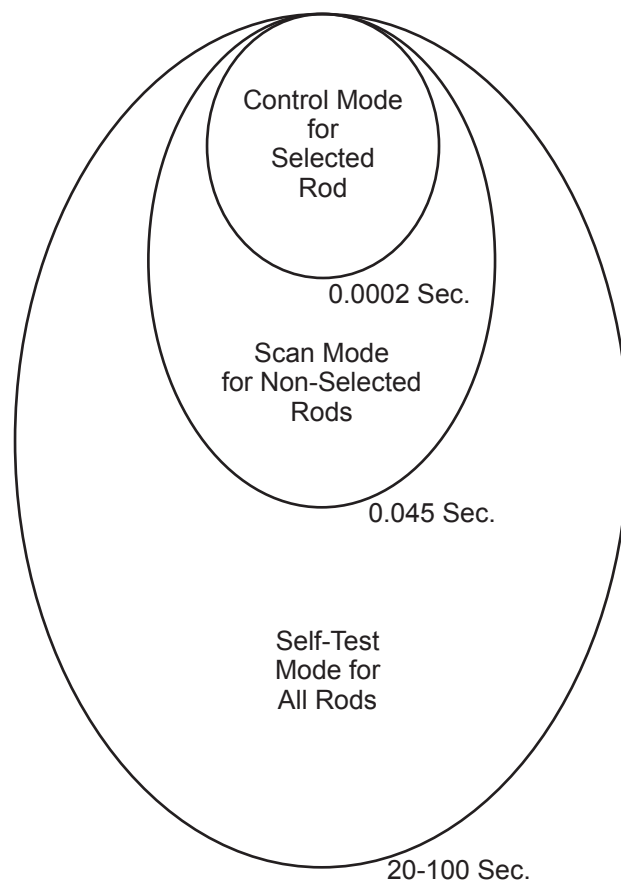 Control Mode
for
Selected
Rod
0.0002 Sec.
Scan Mode
for Non-Selected
Rods
0.045 Sec.
Self-Test
Mode for
All Rods
20-100 Sec.